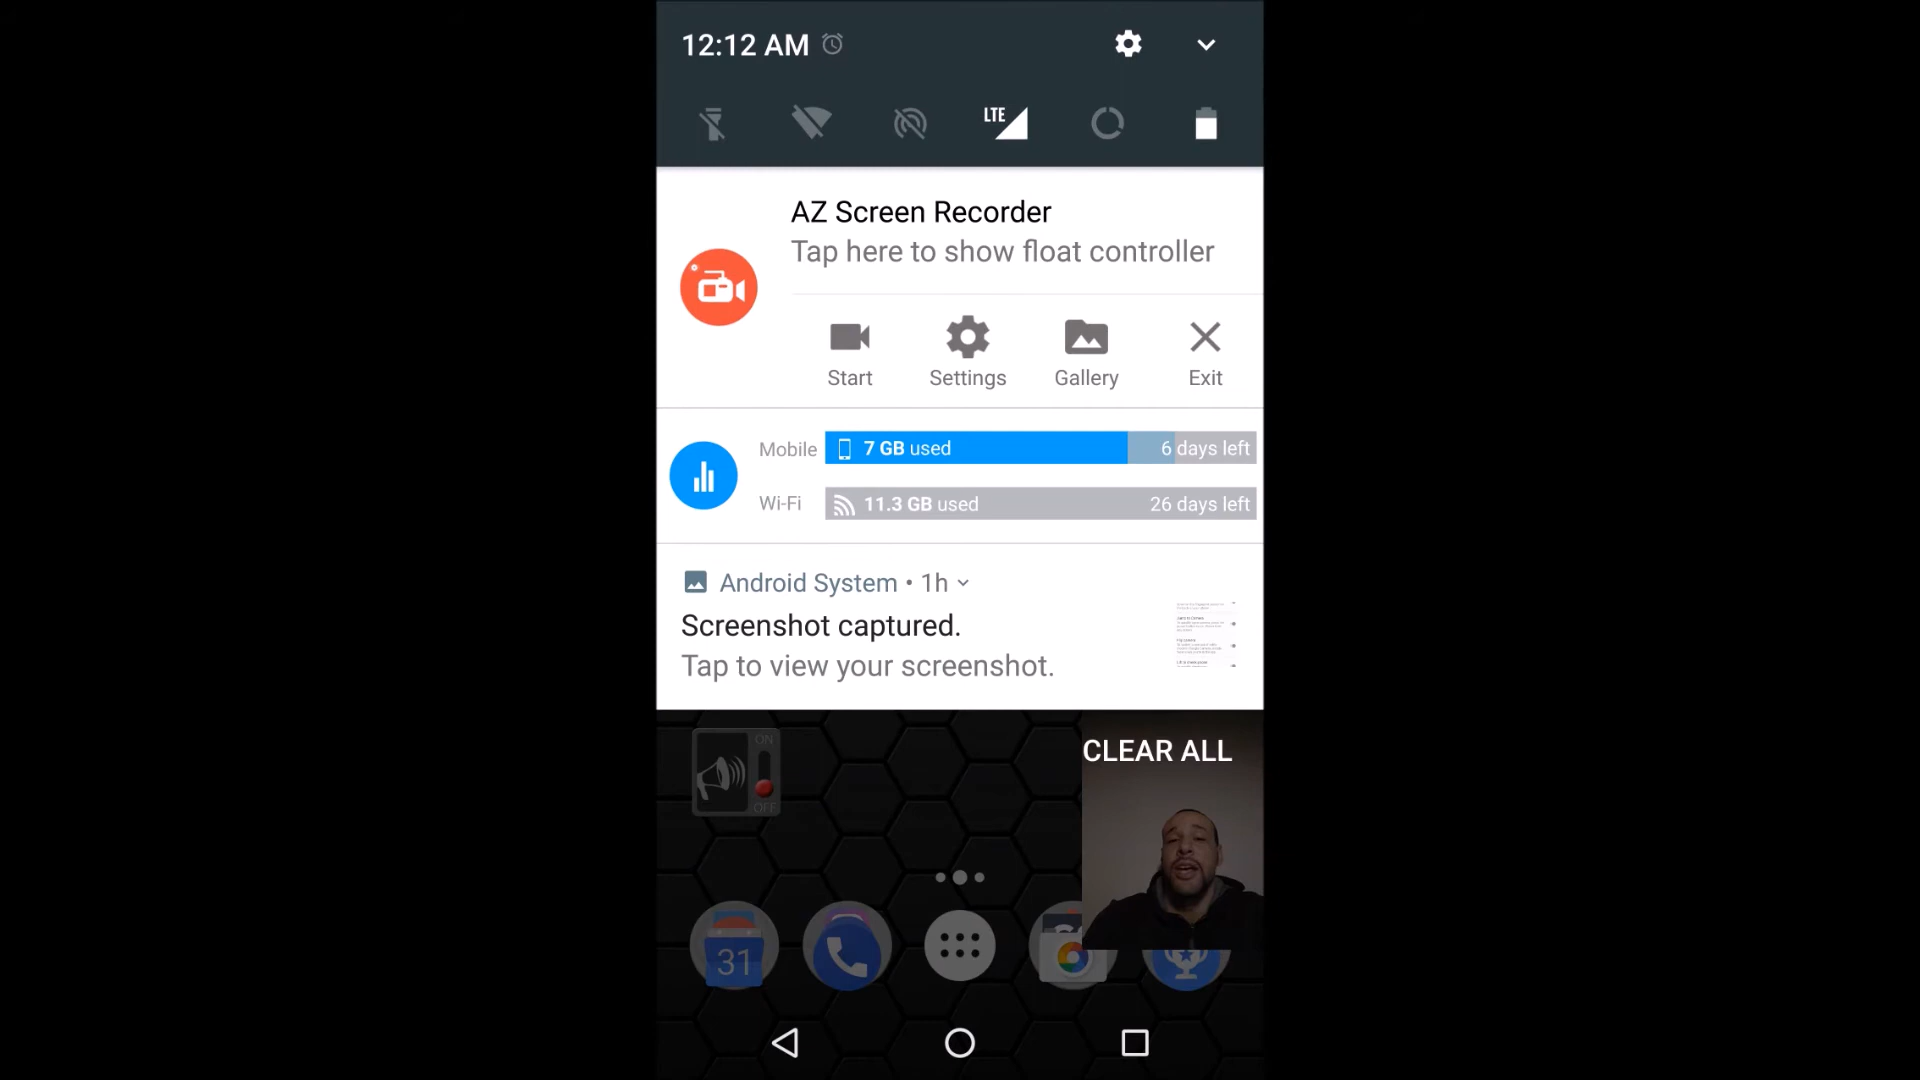 12:12 AM
LTE
AZ Screen Recorder
Tap here to show float controller
Start Settings Gallery Exit
Mobile 7 GB used 6 days left
Wi-Fi 11.3 GB used 26 days left
Android System • 1h
Screenshot captured.
Tap to view your screenshot.
CLEAR ALL
ON
OFF
31